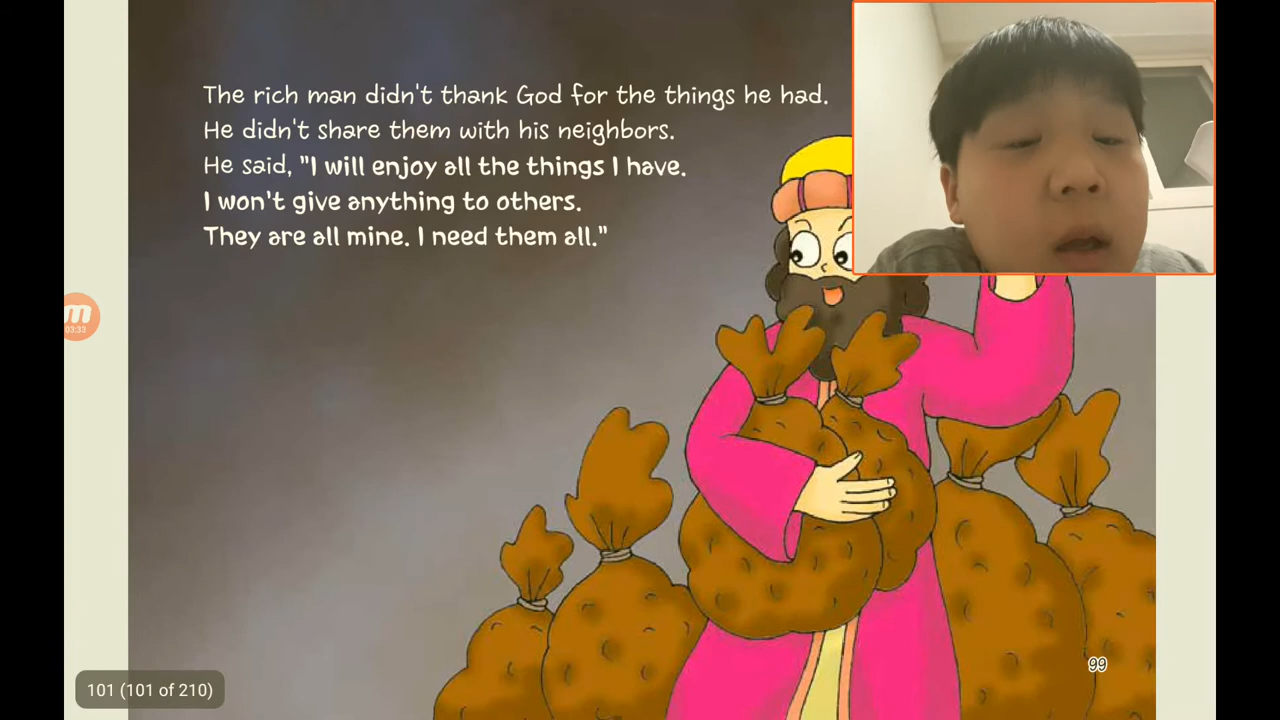 The rich man didn't thank God for the things he had.
He didn't share them with his neighbors.
He said, "I will enjoy all the things I have.
I won't give anything to others.
They are all mine. I need them all."
m
03:33
99
101 (101 of 210)